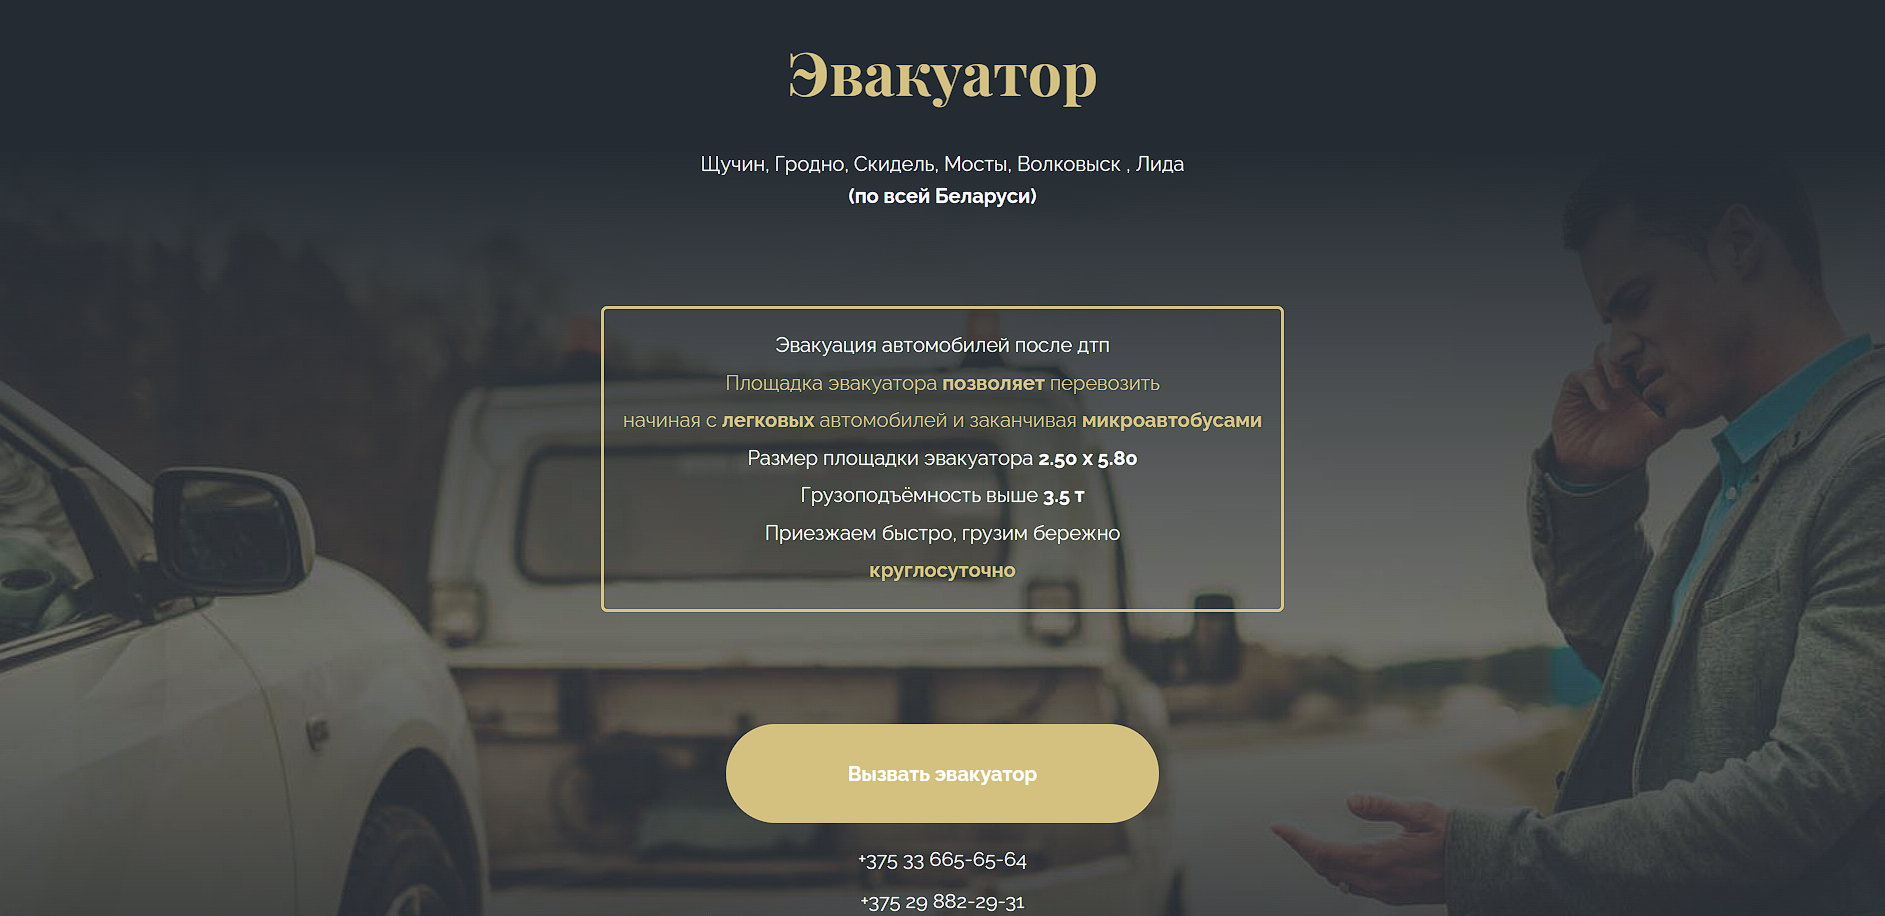 Эвакуатор
Щучин, Гродно, Скидель, Мосты, Волковыск , Лида
(по всей Беларуси)
Эвакуация автомобилей после дтп
Площадка эвакуатора позволяет перевозить
начиная с легковых автомобилей и заканчивая микроавтобусами
Размер площадки эвакуатора 2.50 х 5.80
Грузоподъёмность выше 3.5 т
Приезжаем быстро, грузим бережно
круглосуточно
Вызвать эвакуатор
+375 33 665-65-64
+375 29 882-29-31